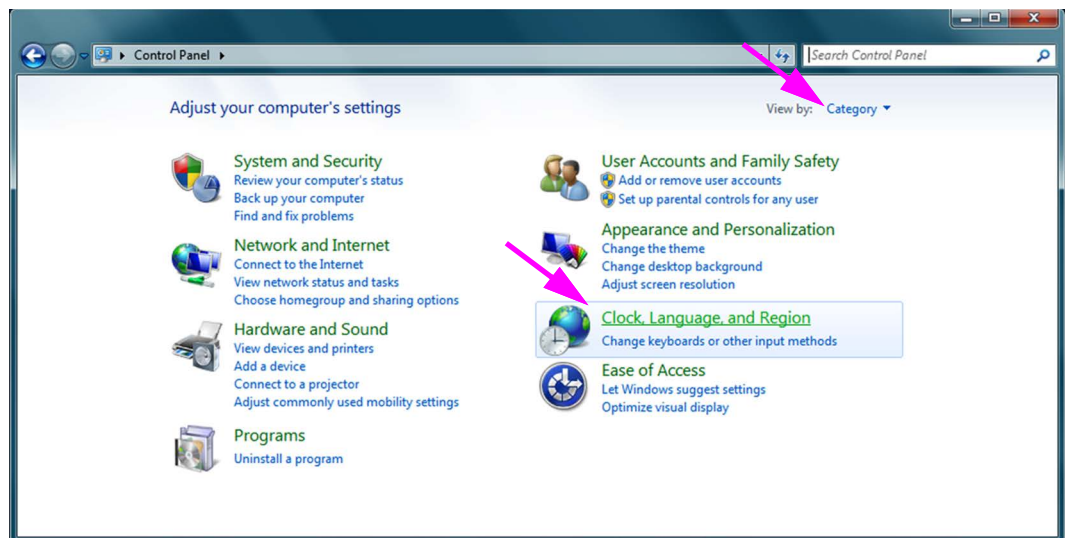 Control Panel
Search Control Panel
Adjust your computer's settings
View by: Category
System and Security
Review your computer's status
Back up your computer
Find and fix problems
Network and Internet
Connect to the Internet
View network status and tasks
Choose homegroup and sharing options
Hardware and Sound
View devices and printers
Add a device
Connect to a projector
Adjust commonly used mobility settings
Programs
Uninstall a program
User Accounts and Family Safety
Add or remove user accounts
Set up parental controls for any user
Appearance and Personalization
Change the theme
Change desktop background
Adjust screen resolution
Clock, Language, and Region
Change keyboards or other input methods
Ease of Access
Let Windows suggest settings
Optimize visual display